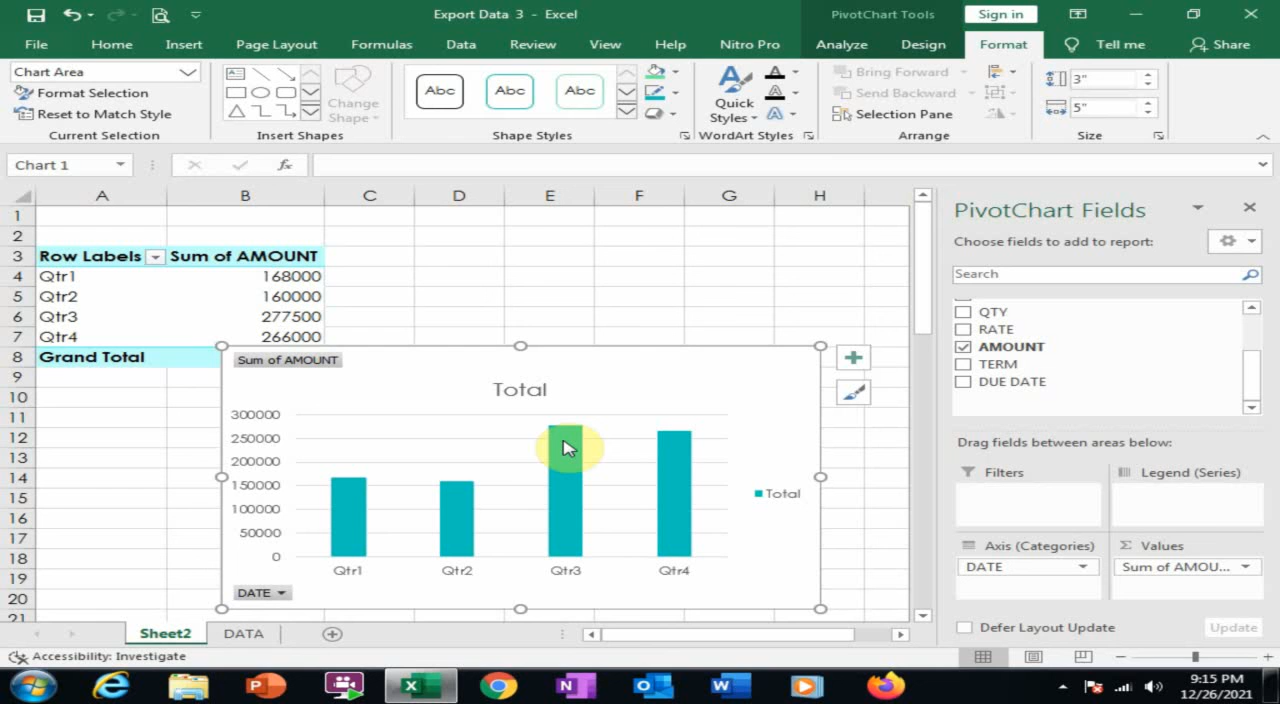 Export Data 3 - Excel
PivotChart Tools
Sign in
File
Home
Insert
Page Layout
Formulas
Data
Review
View
Help
Nitro Pro
Analyze
Design
Format
Tell me
Share
Chart Area
Format Selection
Reset to Match Style
Current Selection
Change
Shape
Insert Shapes
Abc
Abc
Abc
Shape Styles
Quick
Styles
WordArt Styles
Bring Forward
Send Backward
Selection Pane
Arrange
3"
5"
Size
Chart 1
fx
A B C D E F G H
1
2
3 Row Labels Sum of AMOUNT
4 Qtr1 168000
5 Qtr2 160000
6 Qtr3 277500
7 Qtr4 266000
8 Grand Total
9
10
11
12
13
14
15
16
17
18
19
20
21
Sum of AMOUNT
Total
300000
250000
200000
150000
100000
50000
0
Qtr1 Qtr2 Qtr3 Qtr4
Total
DATE
PivotChart Fields
Choose fields to add to report:
Search
QTY
RATE
AMOUNT
TERM
DUE DATE
Drag fields between areas below:
Filters
Legend (Series)
Axis (Categories)
Values
DATE
Sum of AMOU...
Defer Layout Update
Update
Sheet2
DATA
Accessibility: Investigate
9:15 PM
12/26/2021